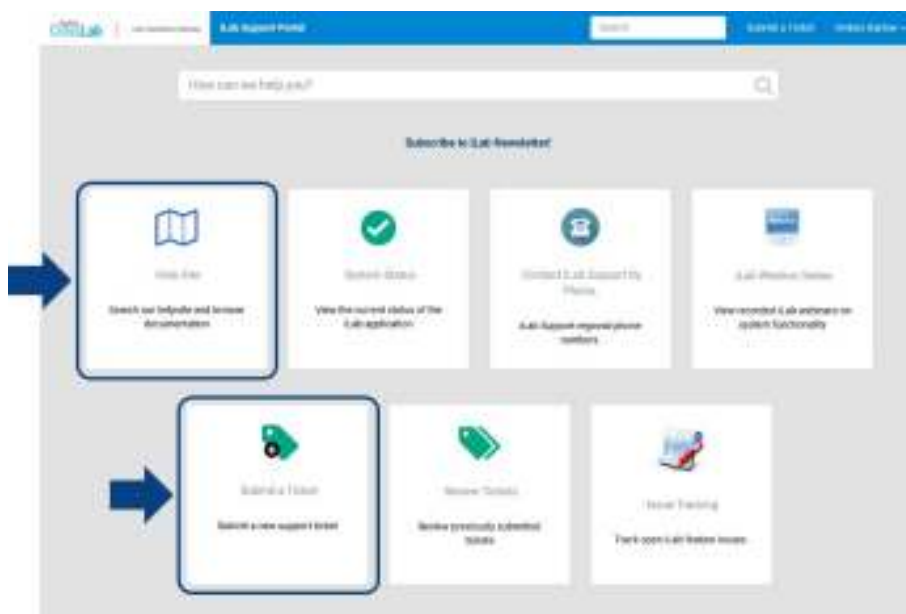 iLab
iLab Support Portal
Search
Submit a Ticket
How can we help you?
Subscribe to iLab Newsletter!
Help Site
Search our helpsite and browse
documentation
System Status
View the current status of the
iLab application
Contact iLab Support by
Phone
iLab Support regional phone
numbers
iLab Webinar Series
View recorded iLab webinars on
system functionality
Submit a Ticket
Submit a new support ticket
Review Tickets
Review previously submitted
tickets
Issue Tracking
Track open iLab feature issues